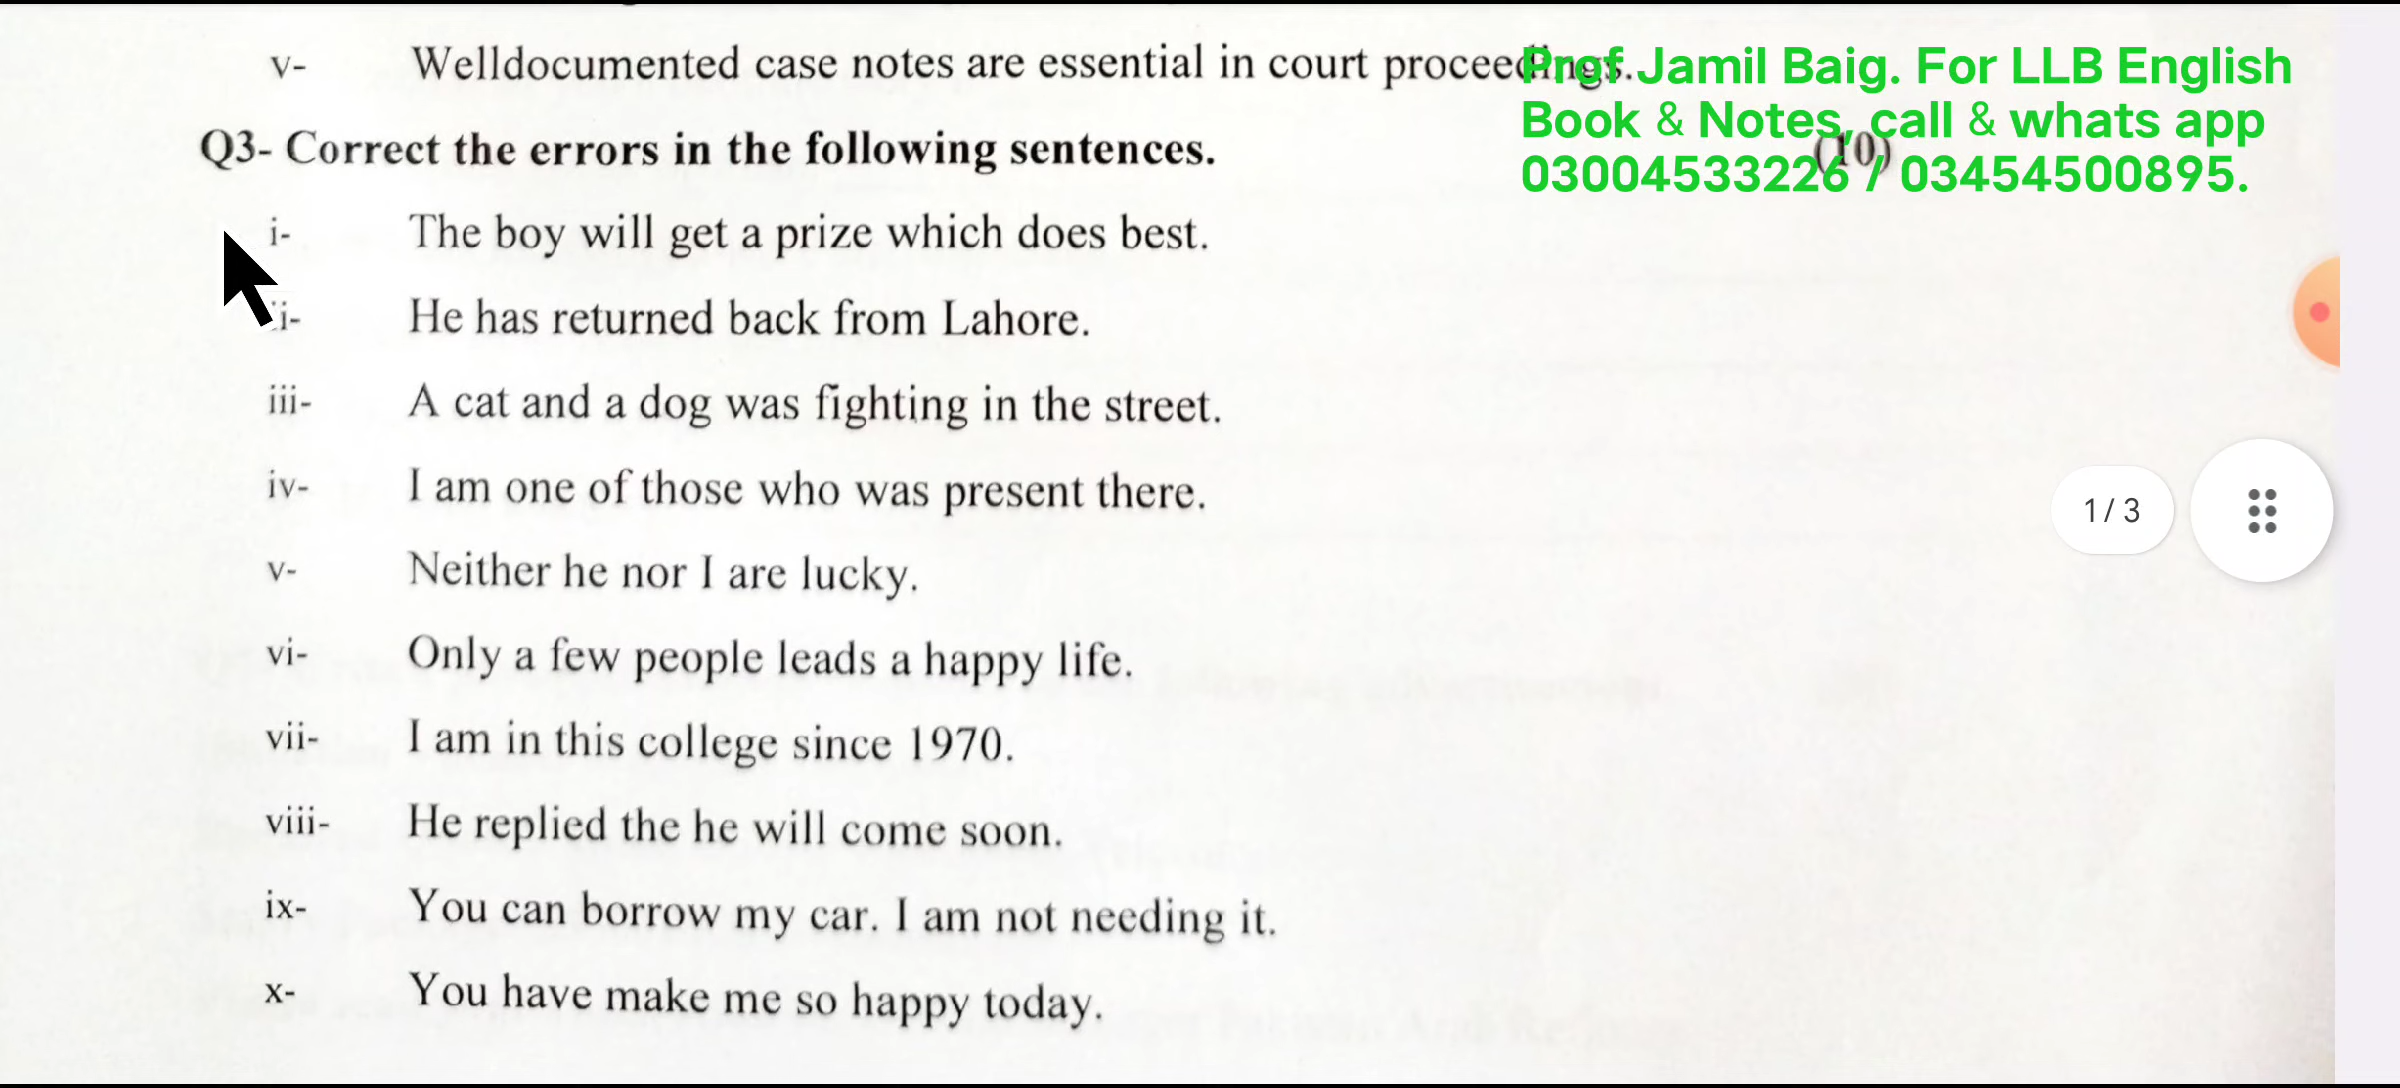 v- Welldocumented case notes are essential in court proceedings.
Prof Jamil Baig. For LLB English
Book & Notes, call & whats app
03004533226 / 03454500895.
Q3- Correct the errors in the following sentences. (10)
i- The boy will get a prize which does best.
ii- He has returned back from Lahore.
iii- A cat and a dog was fighting in the street.
iv- I am one of those who was present there.
v- Neither he nor I are lucky.
vi- Only a few people leads a happy life.
vii- I am in this college since 1970.
viii- He replied the he will come soon.
ix- You can borrow my car. I am not needing it.
x- You have make me so happy today.
1 / 3